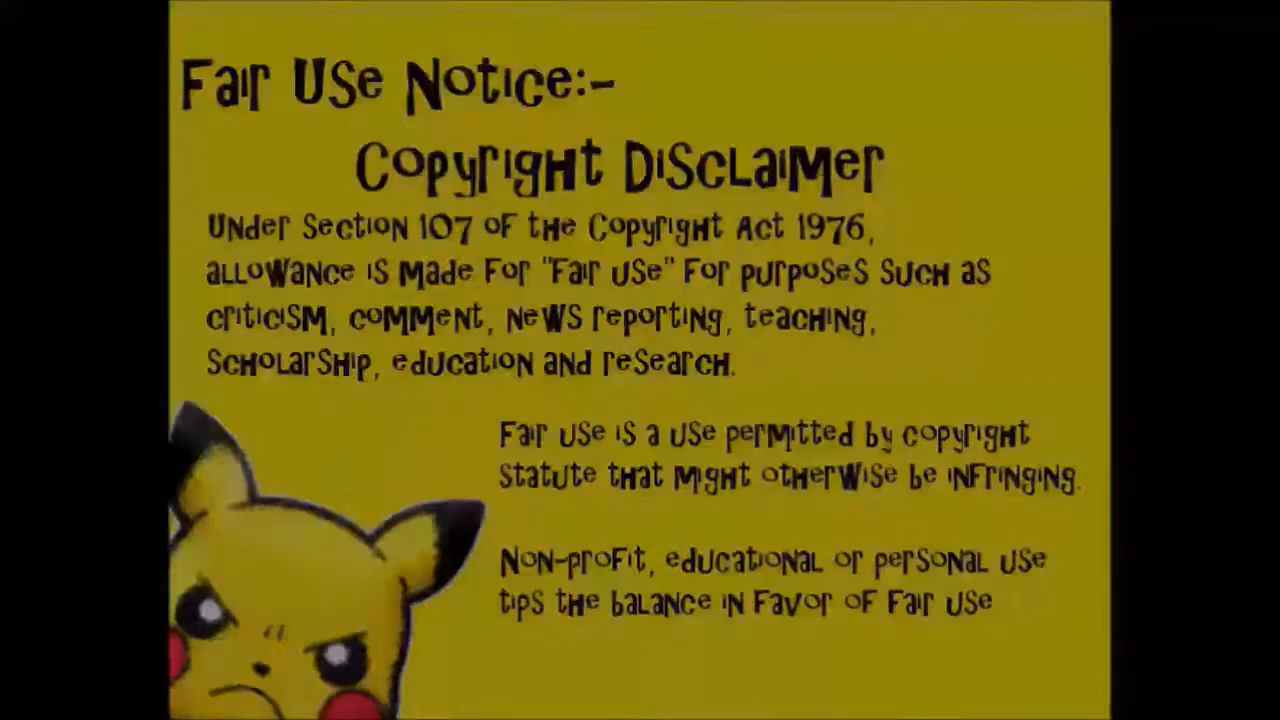 Fair Use Notice:-
Copyright Disclaimer
Under Section 107 of the Copyright Act 1976,
allowance is made for "Fair Use" for purposes such as
criticism, comment, news reporting, teaching,
scholarship, education and research.
Fair use is a use permitted by copyright
statute that might otherwise be infringing.
Non-profit, educational or personal use
tips the balance in favor of fair use